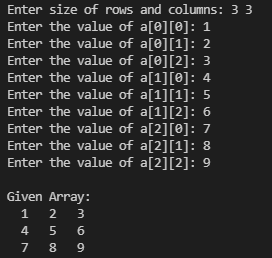 Enter size of rows and columns: 3 3
Enter the value of a[0][0]: 1
Enter the value of a[0][1]: 2
Enter the value of a[0][2]: 3
Enter the value of a[1][0]: 4
Enter the value of a[1][1]: 5
Enter the value of a[1][2]: 6
Enter the value of a[2][0]: 7
Enter the value of a[2][1]: 8
Enter the value of a[2][2]: 9

Given Array:
  1   2   3
  4   5   6
  7   8   9